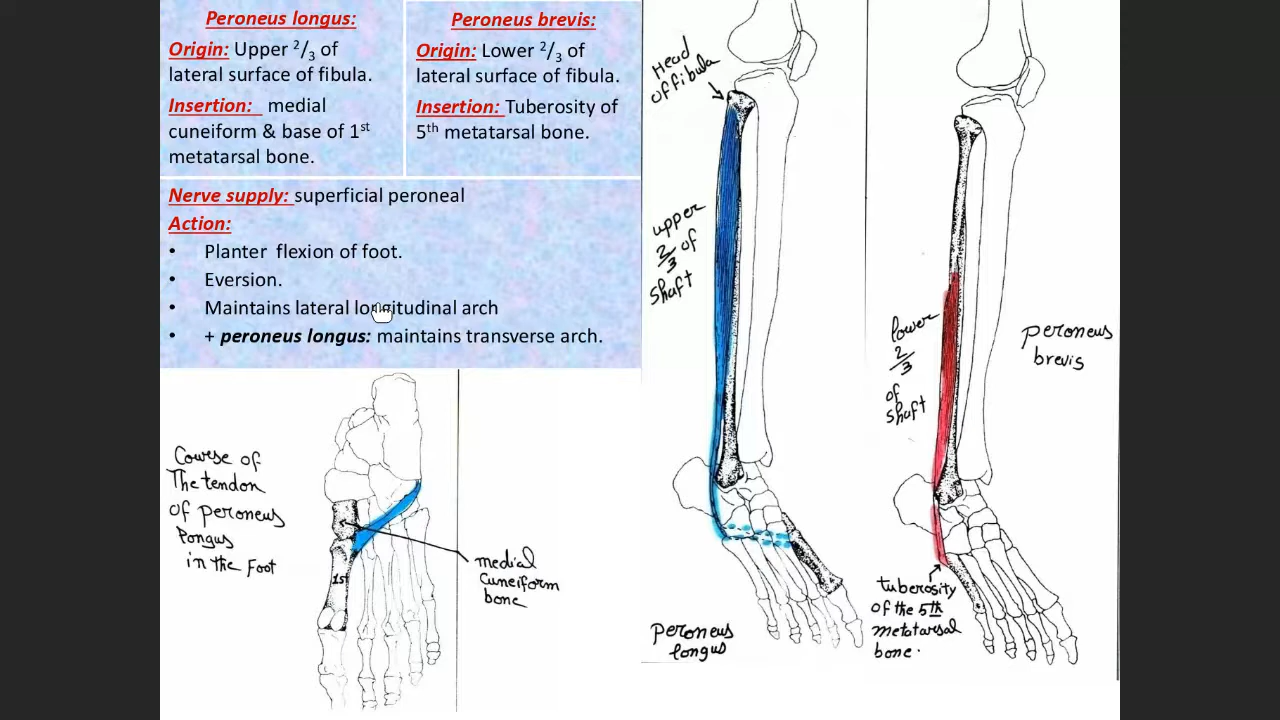 Peroneus longus:
Origin: Upper 2/3 of
lateral surface of fibula.
Insertion: medial
cuneiform & base of 1st
metatarsal bone.
Peroneus brevis:
Origin: Lower 2/3 of
lateral surface of fibula.
Insertion: Tuberosity of
5th metatarsal bone.
Nerve supply: superficial peroneal
Action:
• Planter flexion of foot.
• Eversion.
• Maintains lateral longitudinal arch
• + peroneus longus: maintains transverse arch.
Course of
The tendon
of peroneus
longus
in the foot
1st
medial
cuneiform
bone
Head
of fibula
upper
2/3 of
shaft
peroneus
longus
lower
2/3
of
shaft
peroneus
brevis
tuberosity
of the 5th
metatarsal
bone.